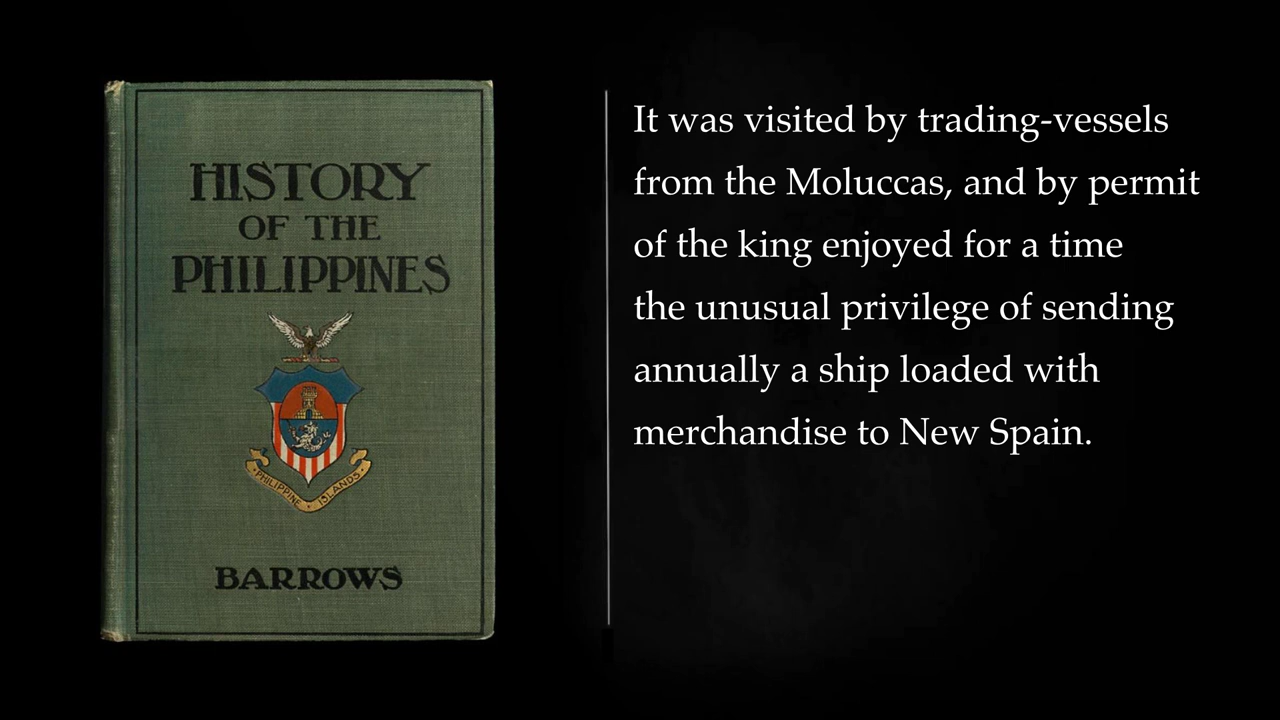 HISTORY
OF THE
PHILIPPINES
PHILIPPINE ISLANDS
BARROWS
It was visited by trading-vessels
from the Moluccas, and by permit
of the king enjoyed for a time
the unusual privilege of sending
annually a ship loaded with
merchandise to New Spain.